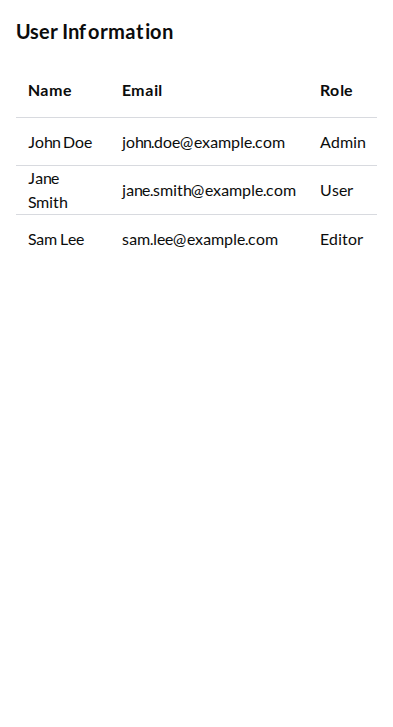 User Information
Name Email Role
John Doe john.doe@example.com Admin
Jane
Smith jane.smith@example.com User
Sam Lee sam.lee@example.com Editor